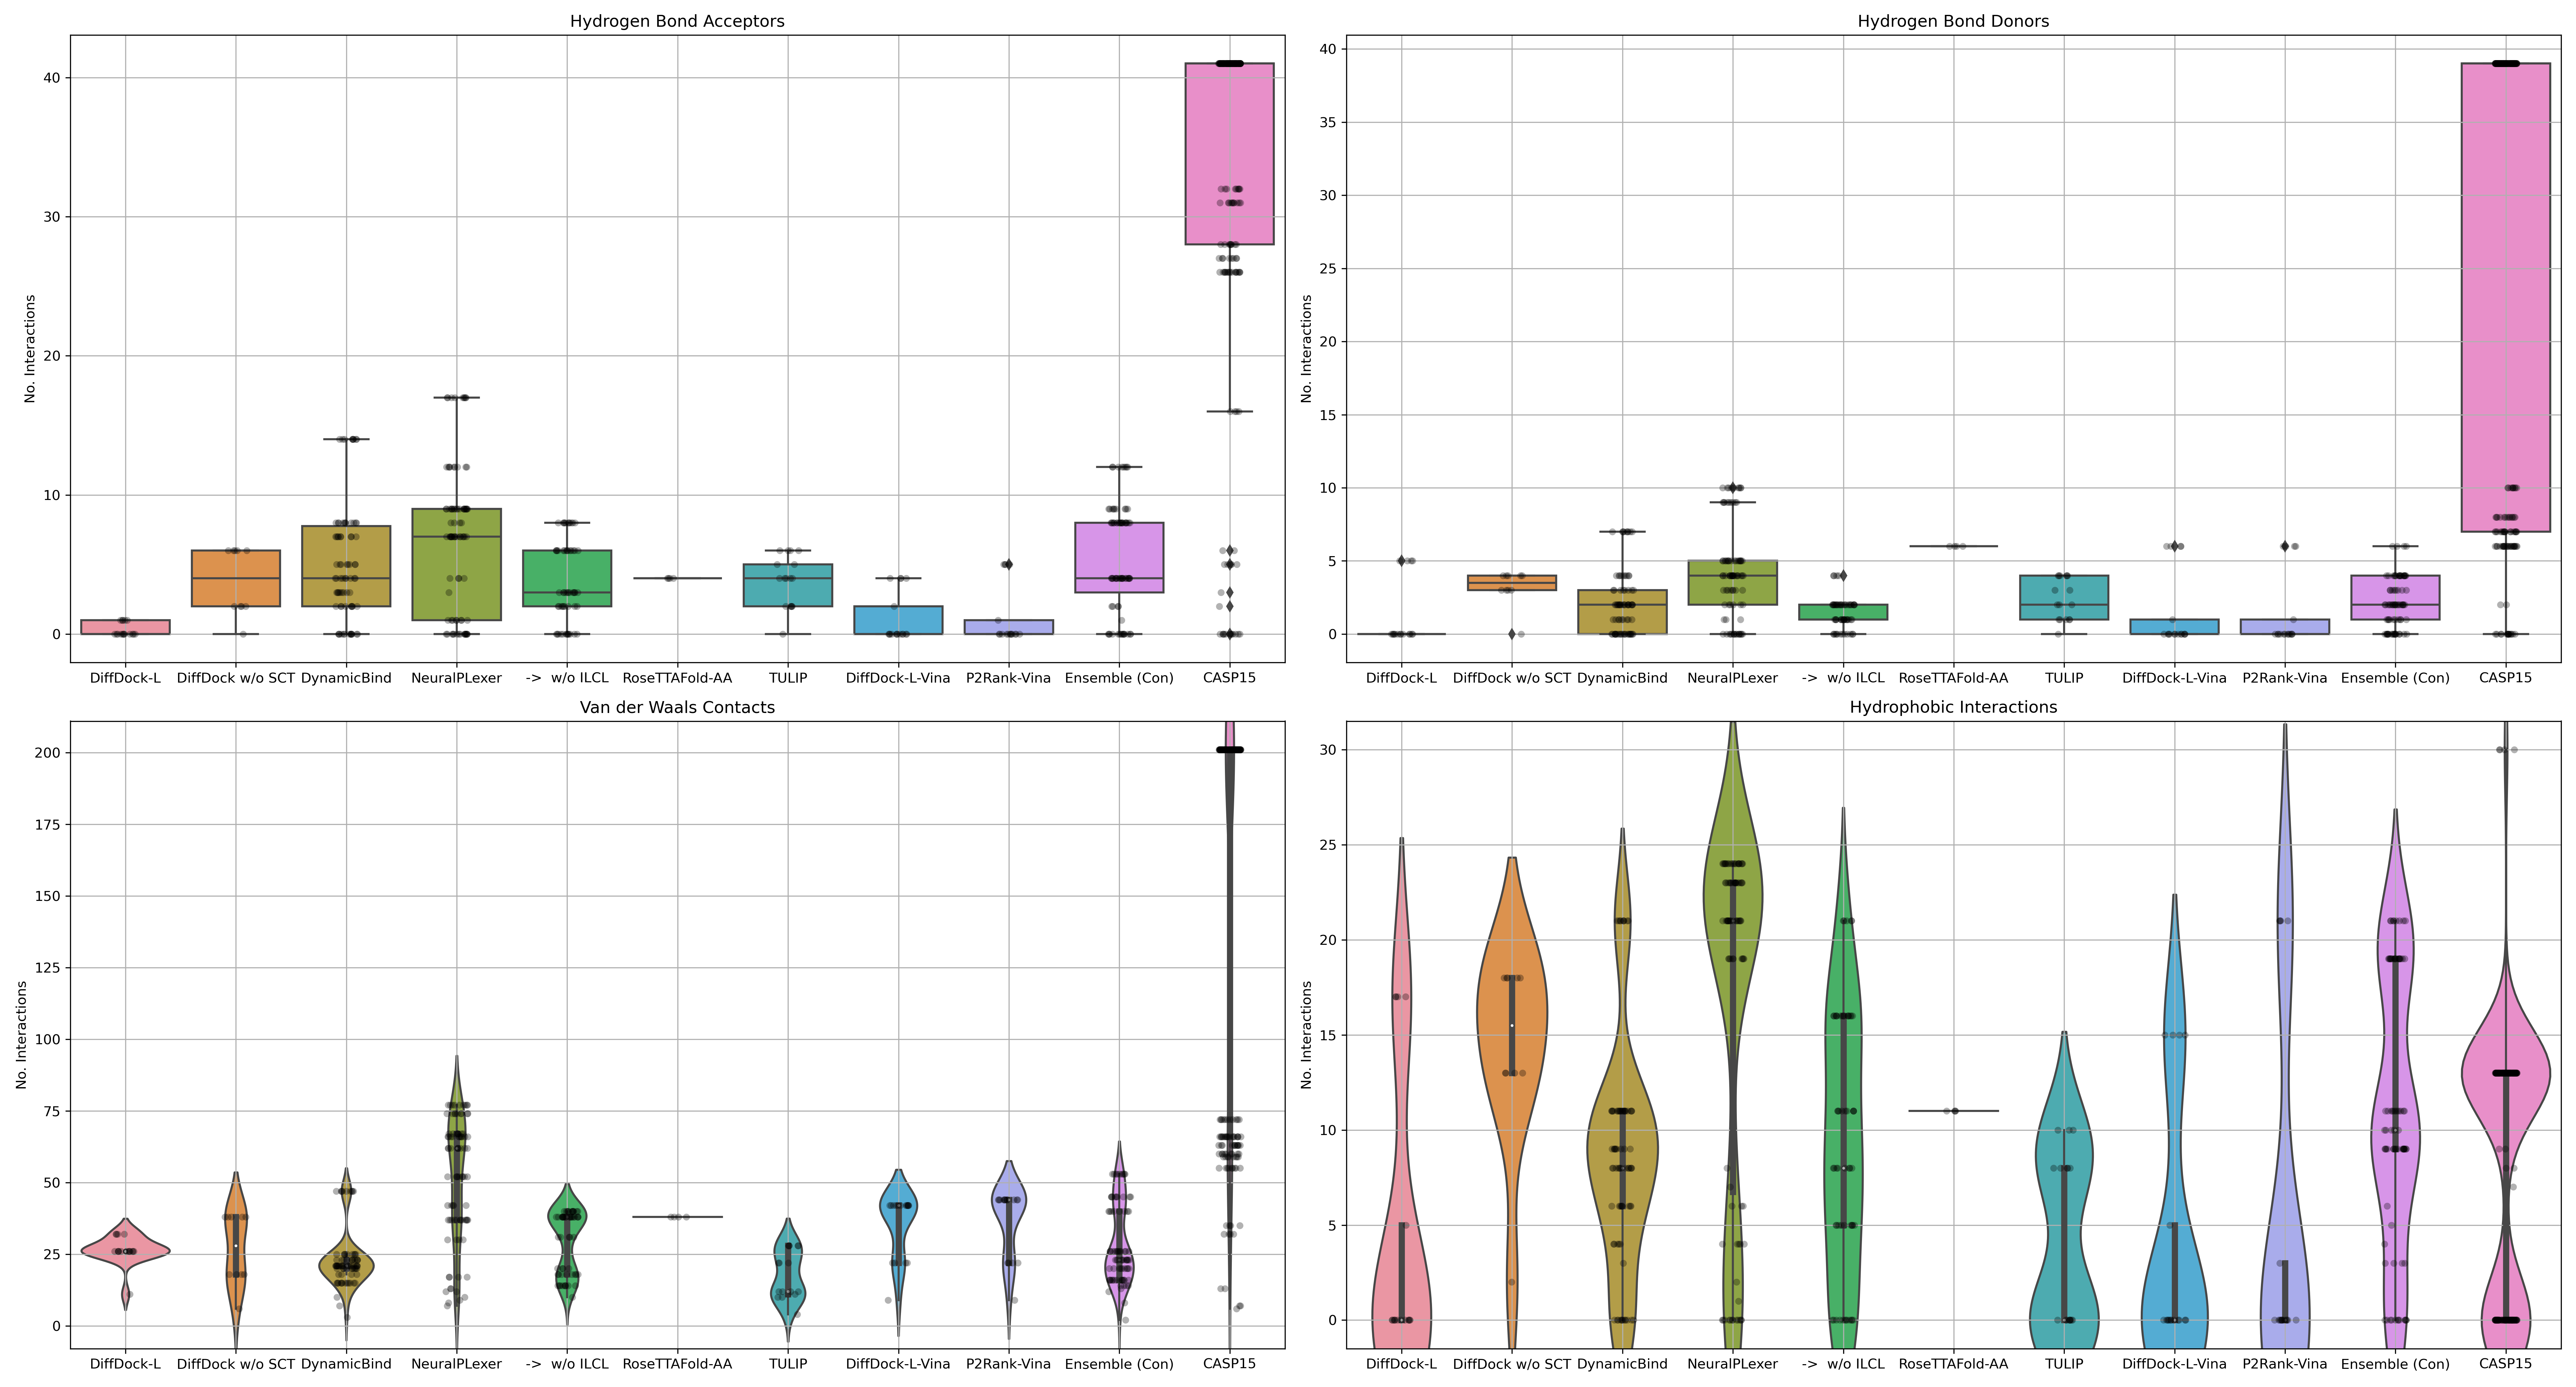 Hydrogen Bond Acceptors
No. Interactions
40
30
20
10
0
DiffDock-L DiffDock w/o SCT DynamicBind NeuralPLexer -> w/o ILCL RoseTTAFold-AA TULIP DiffDock-L-Vina P2Rank-Vina Ensemble (Con) CASP15
Hydrogen Bond Donors
No. Interactions
40
35
30
25
20
15
10
5
0
DiffDock-L DiffDock w/o SCT DynamicBind NeuralPLexer -> w/o ILCL RoseTTAFold-AA TULIP DiffDock-L-Vina P2Rank-Vina Ensemble (Con) CASP15
Van der Waals Contacts
No. Interactions
200
175
150
125
100
75
50
25
0
DiffDock-L DiffDock w/o SCT DynamicBind NeuralPLexer -> w/o ILCL RoseTTAFold-AA TULIP DiffDock-L-Vina P2Rank-Vina Ensemble (Con) CASP15
Hydrophobic Interactions
No. Interactions
30
25
20
15
10
5
0
DiffDock-L DiffDock w/o SCT DynamicBind NeuralPLexer -> w/o ILCL RoseTTAFold-AA TULIP DiffDock-L-Vina P2Rank-Vina Ensemble (Con) CASP15